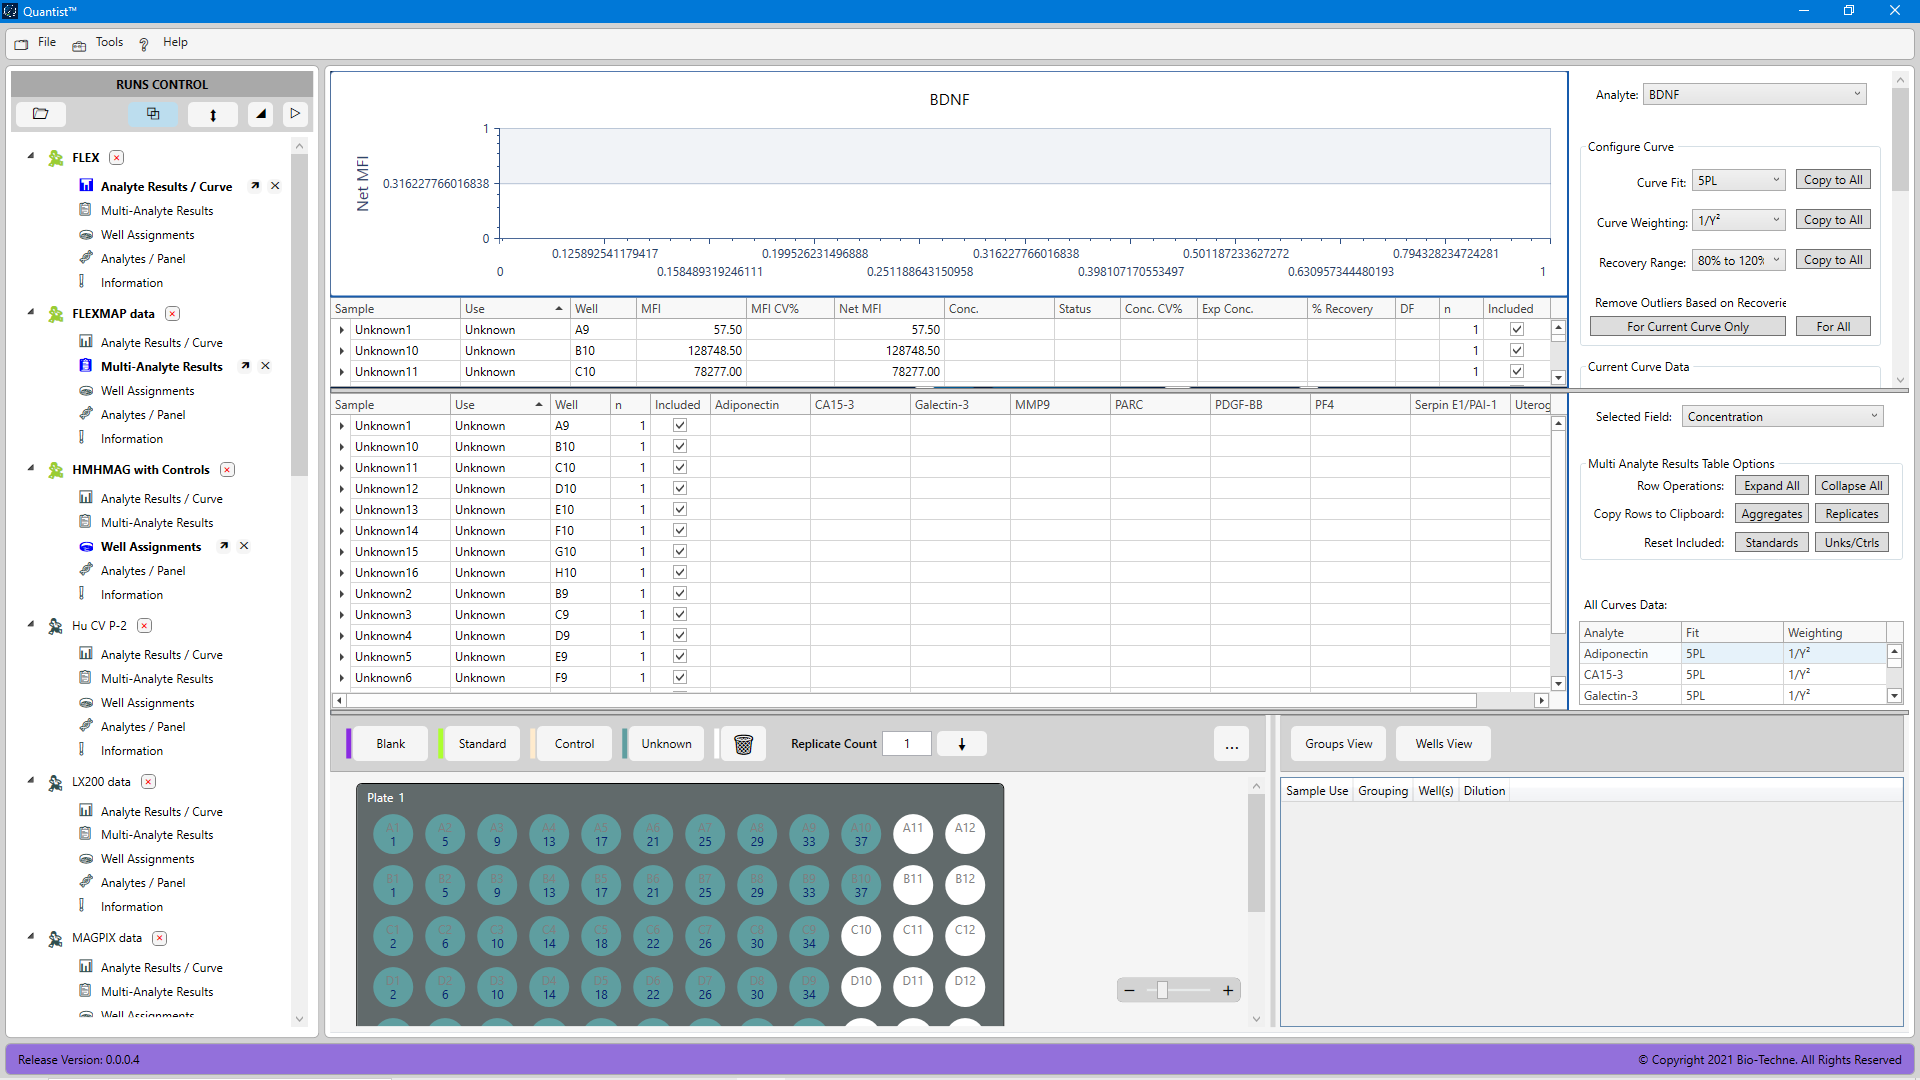 Quantist™
File Tools Help
RUNS CONTROL
FLEX
Analyte Results / Curve
Multi-Analyte Results
Well Assignments
Analytes / Panel
Information
FLEXMAP data
Analyte Results / Curve
Multi-Analyte Results
Well Assignments
Analytes / Panel
Information
HMHMAG with Controls
Analyte Results / Curve
Multi-Analyte Results
Well Assignments
Analytes / Panel
Information
Hu CV P-2
Analyte Results / Curve
Multi-Analyte Results
Well Assignments
Analytes / Panel
Information
LX200 data
Analyte Results / Curve
Multi-Analyte Results
Well Assignments
Analytes / Panel
Information
MAGPIX data
Analyte Results / Curve
Multi-Analyte Results
Well Assignments
BDNF
Net MFI
1
0.316227766016838
0
0.125892541179417 0.199526231496888 0.316227766016838 0.501187233627272 0.794328234724281
0 0.158489319246111 0.251188643150958 0.398107170553497 0.630957344480193 1
Sample Use Well MFI MFI CV% Net MFI Conc. Status Conc. CV% Exp Conc. % Recovery DF n Included
Unknown1 Unknown A9 57.50 57.50 1
Unknown10 Unknown B10 128748.50 128748.50 1
Unknown11 Unknown C10 78277.00 78277.00 1
Analyte: BDNF
Configure Curve
Curve Fit: 5PL Copy to All
Curve Weighting: 1/Y² Copy to All
Recovery Range: 80% to 120% Copy to All
Remove Outliers Based on Recoverie
For Current Curve Only For All
Current Curve Data
Sample Use Well n Included Adiponectin CA15-3 Galectin-3 MMP9 PARC PDGF-BB PF4 Serpin E1/PAI-1 Uterog
Unknown1 Unknown A9 1
Unknown10 Unknown B10 1
Unknown11 Unknown C10 1
Unknown12 Unknown D10 1
Unknown13 Unknown E10 1
Unknown14 Unknown F10 1
Unknown15 Unknown G10 1
Unknown16 Unknown H10 1
Unknown2 Unknown B9 1
Unknown3 Unknown C9 1
Unknown4 Unknown D9 1
Unknown5 Unknown E9 1
Unknown6 Unknown F9 1
Selected Field: Concentration
Multi Analyte Results Table Options
Row Operations: Expand All Collapse All
Copy Rows to Clipboard: Aggregates Replicates
Reset Included: Standards Unks/Ctrls
All Curves Data:
Analyte Fit Weighting
Adiponectin 5PL 1/Y²
CA15-3 5PL 1/Y²
Galectin-3 5PL 1/Y²
Blank Standard Control Unknown Replicate Count 1 ...
Plate 1
A1 A2 A3 A4 A5 A6 A7 A8 A9 A10 A11 A12
1 5 9 13 17 21 25 29 33 37
B1 B2 B3 B4 B5 B6 B7 B8 B9 B10 B11 B12
1 5 9 13 17 21 25 29 33 37
C1 C2 C3 C4 C5 C6 C7 C8 C9 C10 C11 C12
2 6 10 14 18 22 26 30 34
D1 D2 D3 D4 D5 D6 D7 D8 D9 D10 D11 D12
2 6 10 14 18 22 26 30 34
Groups View Wells View
Sample Use Grouping Well(s) Dilution
Release Version: 0.0.0.4
© Copyright 2021 Bio-Techne. All Rights Reserved